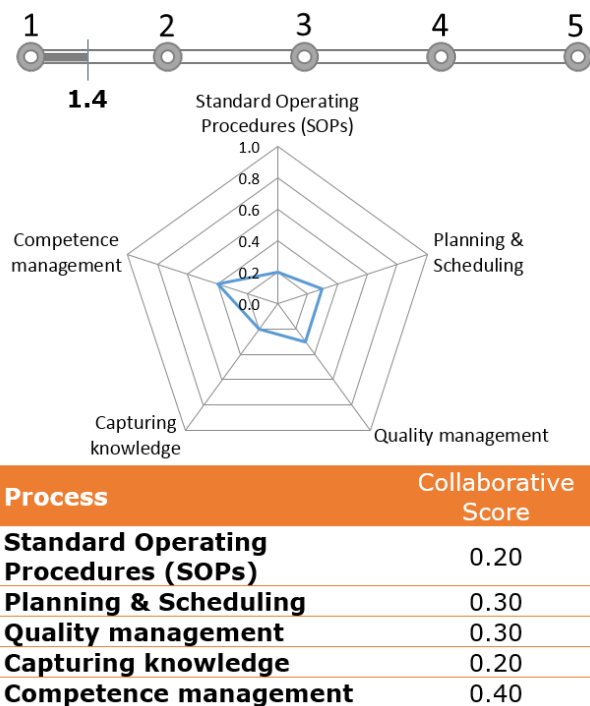 1 2 3 4 5
1.4
Standard Operating
Procedures (SOPs)
1.0
0.8
0.6
0.4
0.2
0.0
Planning &
Scheduling
Competence
management
Capturing
knowledge
Quality management
Process
Collaborative
Score
Standard Operating
Procedures (SOPs) 0.20
Planning & Scheduling 0.30
Quality management 0.30
Capturing knowledge 0.20
Competence management 0.40